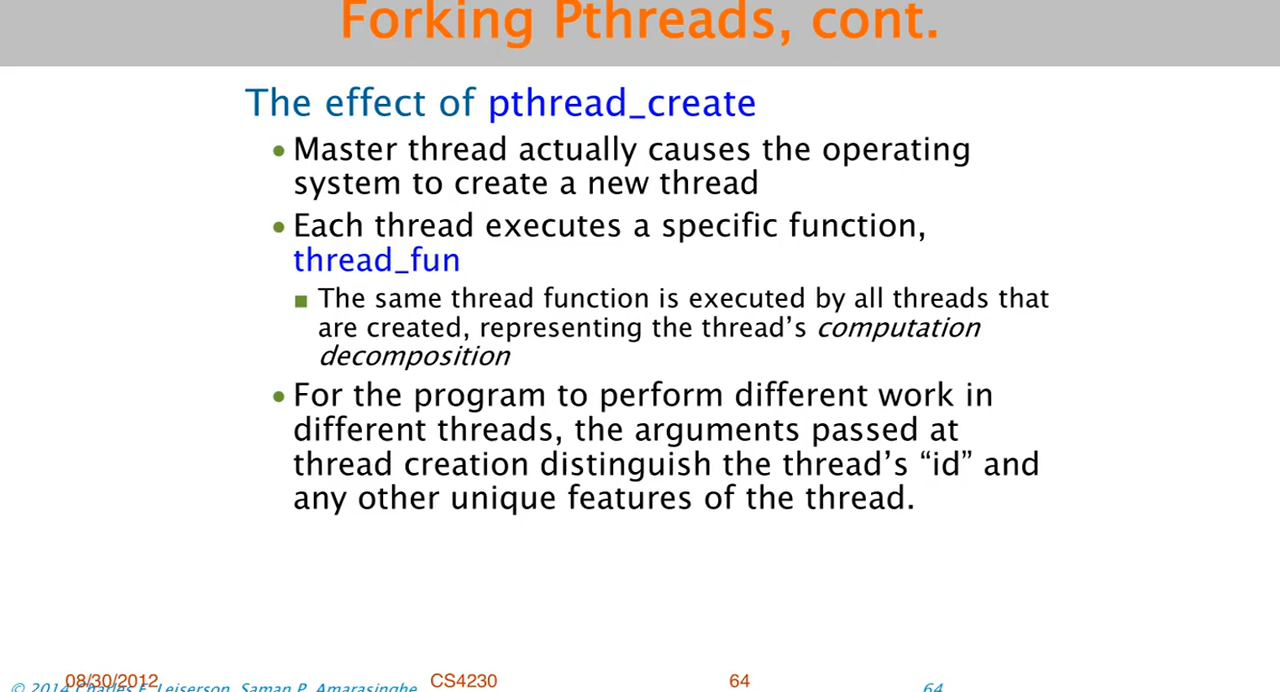 Forking Pthreads, cont.
The effect of pthread_create
• Master thread actually causes the operating
system to create a new thread
• Each thread executes a specific function,
thread_fun
▪ The same thread function is executed by all threads that
are created, representing the thread’s computation
decomposition
• For the program to perform different work in
different threads, the arguments passed at
thread creation distinguish the thread’s “id” and
any other unique features of the thread.
08/30/2012
CS4230
64
© 2014 Charles E. Leiserson, Saman P. Amarasinghe
64